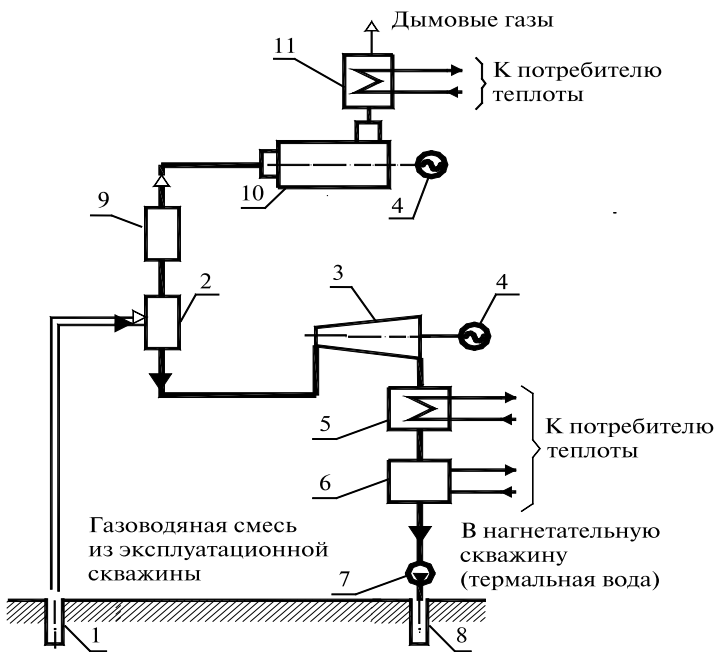 Дымовые газы
11
К потребителю
теплоты
10
4
9
2
3
4
5
К потребителю
теплоты
6
Газоводяная смесь
из эксплуатационной
скважины
В нагнетательную
скважину
(термальная вода)
7
1
8